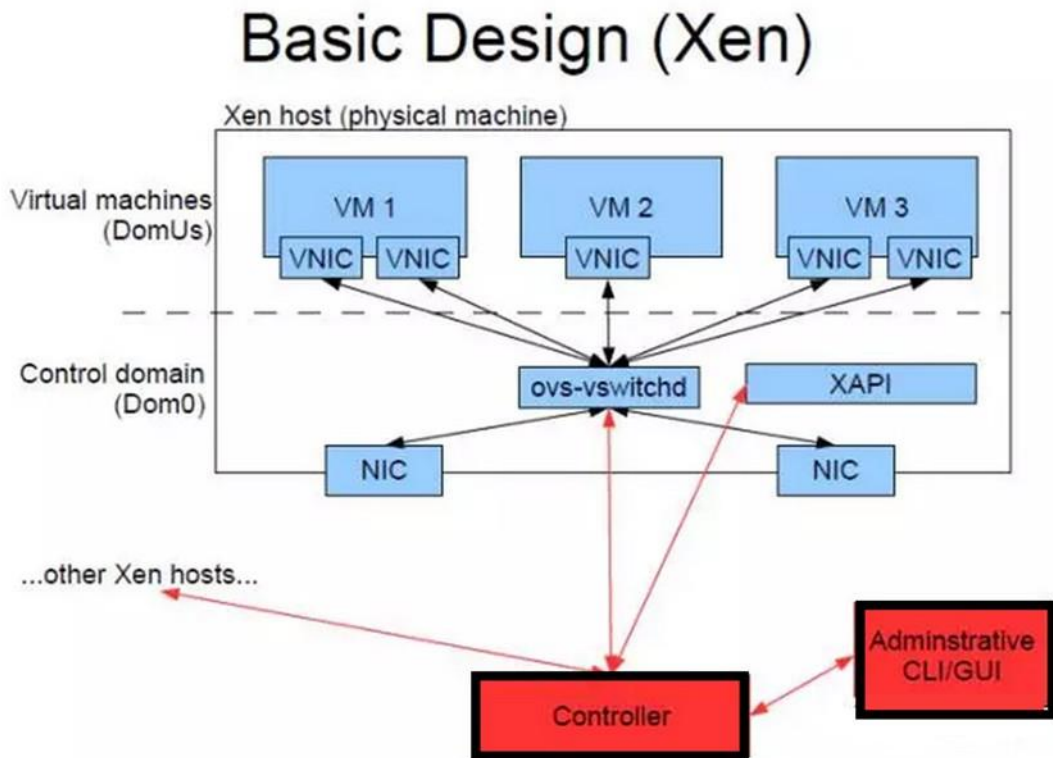 Basic Design (Xen)
Xen host (physical machine)
Virtual machines
(DomUs)
VM 1
VM 2
VM 3
VNIC
VNIC
VNIC
VNIC
VNIC
Control domain
(Dom0)
ovs-vswitchd
XAPI
NIC
NIC
...other Xen hosts...
Adminstrative
CLI/GUI
Controller